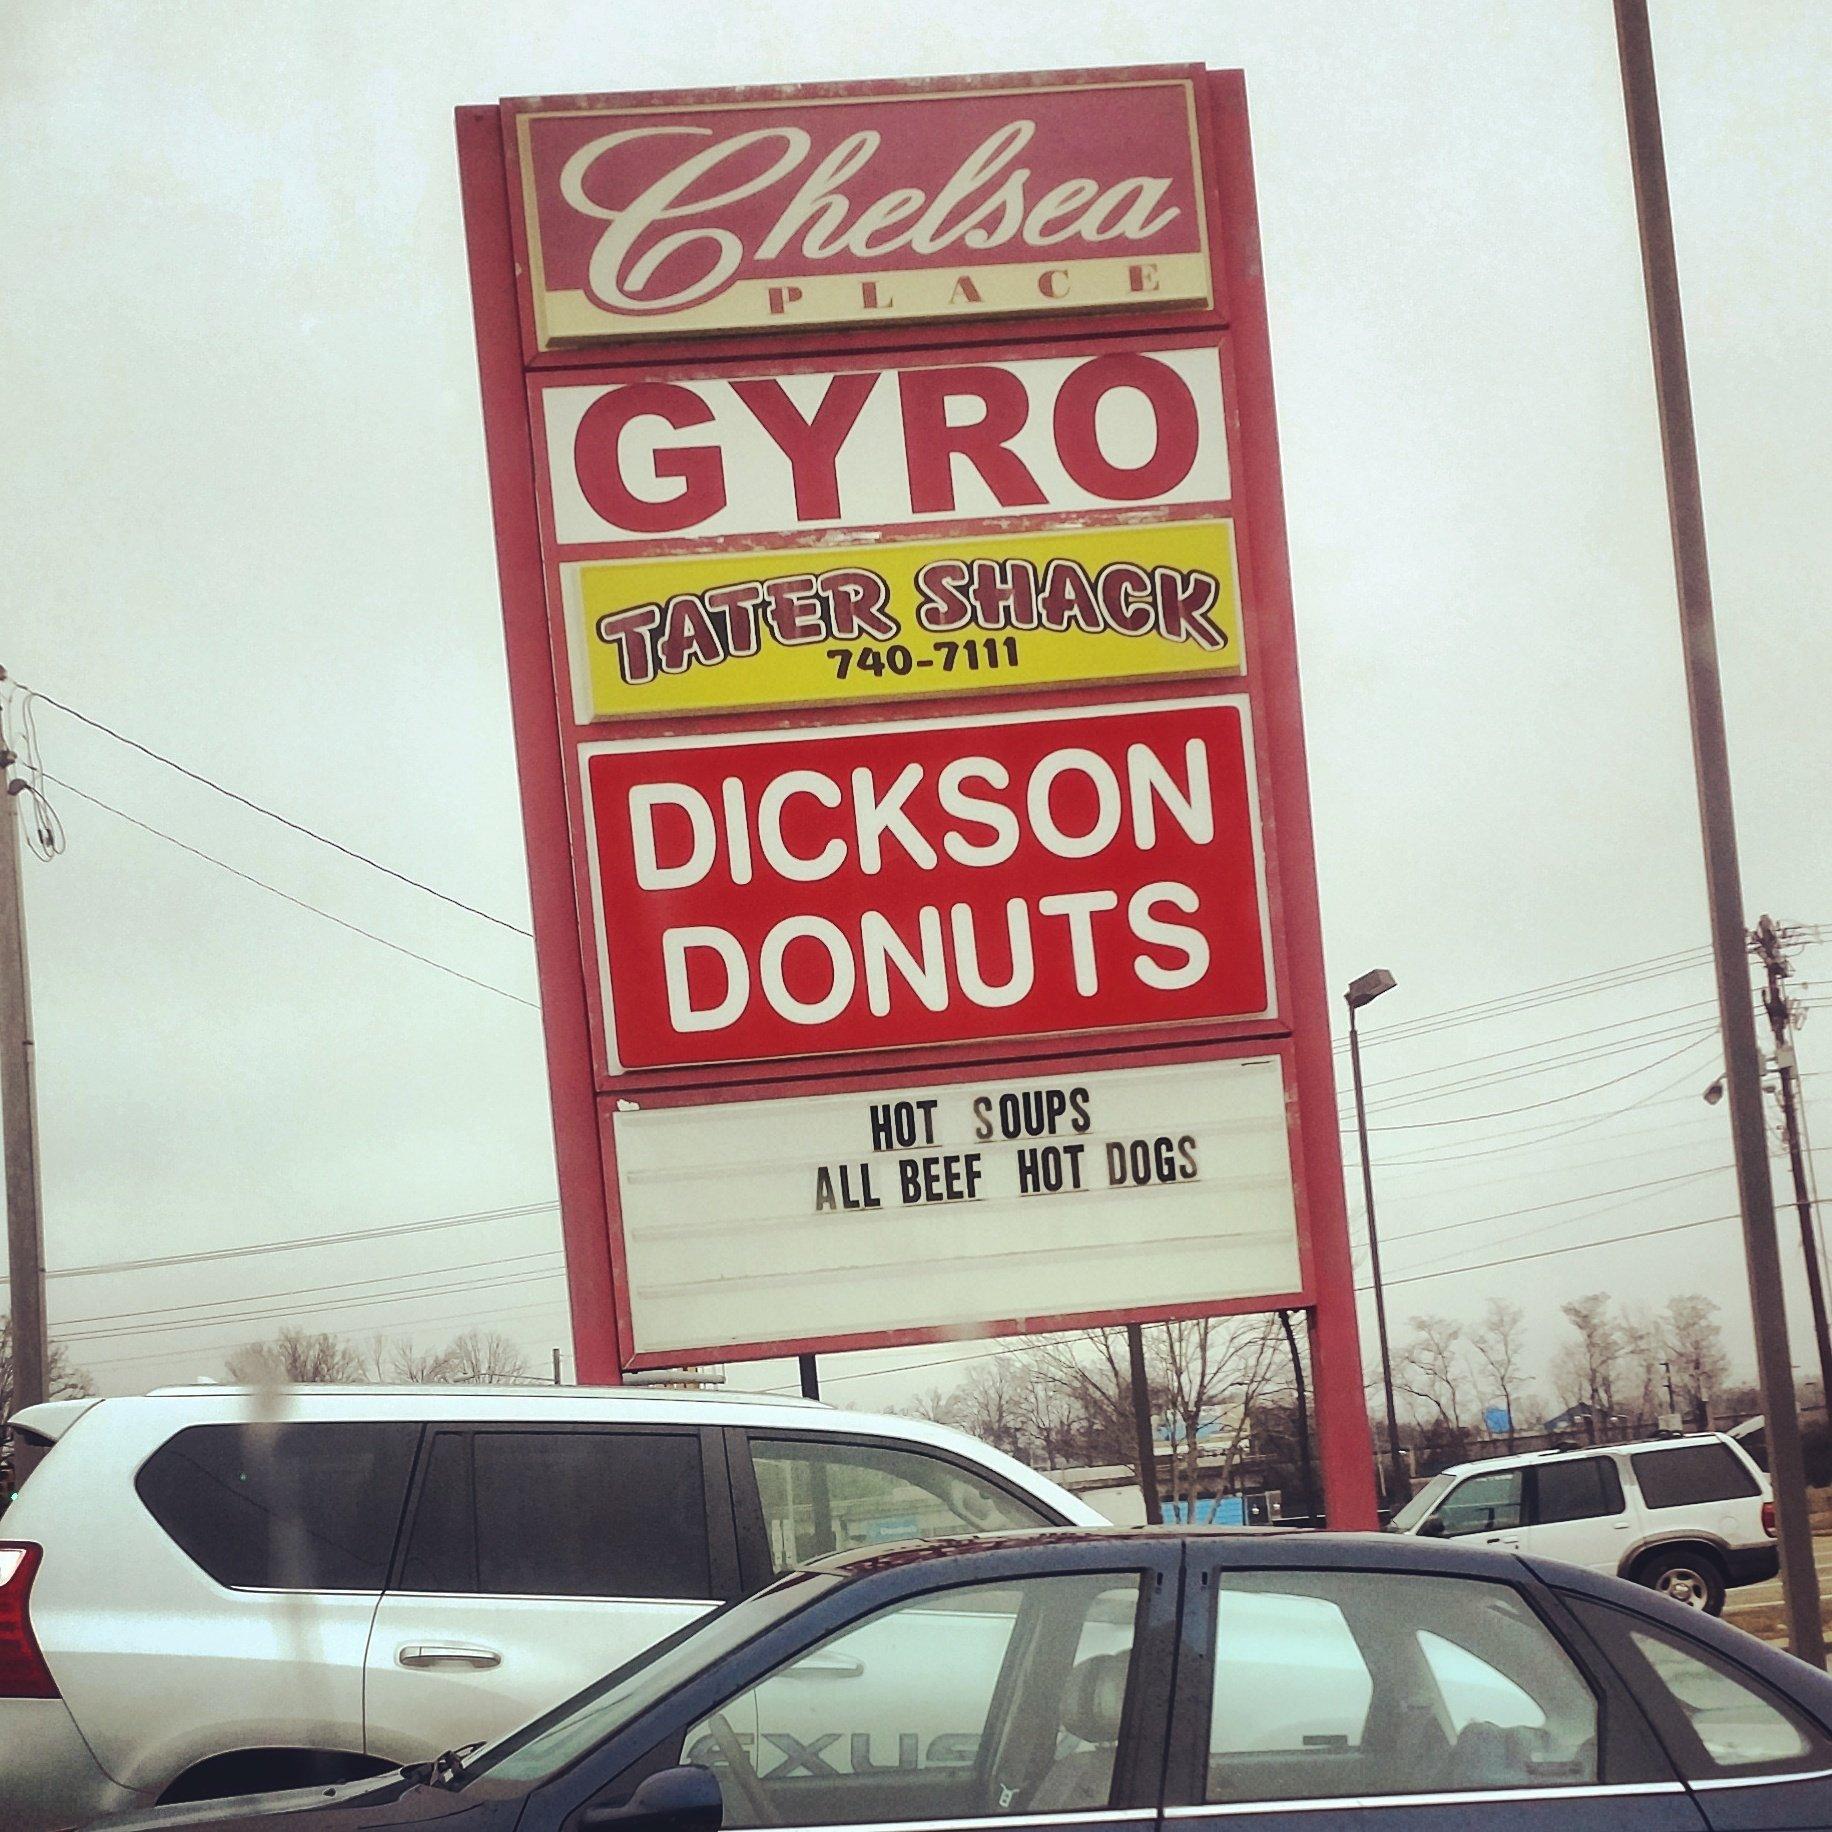 Chelsea
PLACE
GYRO
TATER SHACK
740-7111
DICKSON
DONUTS
HOT SOUPS
ALL BEEF HOT DOGS